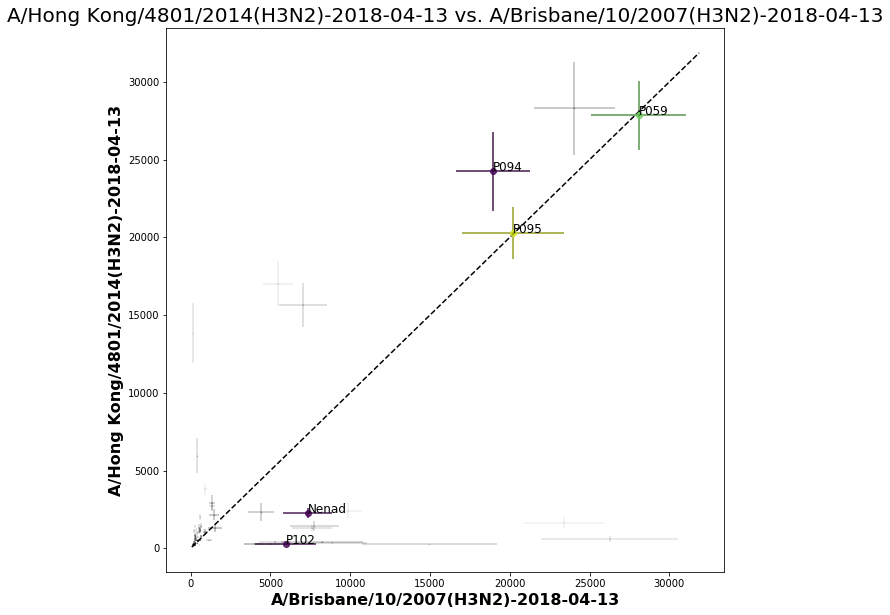 A/Hong Kong/4801/2014(H3N2)-2018-04-13 vs. A/Brisbane/10/2007(H3N2)-2018-04-13
A/Hong Kong/4801/2014(H3N2)-2018-04-13
30000
25000
20000
15000
10000
5000
0
P059
P094
P095
Nenad
P102
0
5000
10000
15000
20000
25000
30000
A/Brisbane/10/2007(H3N2)-2018-04-13